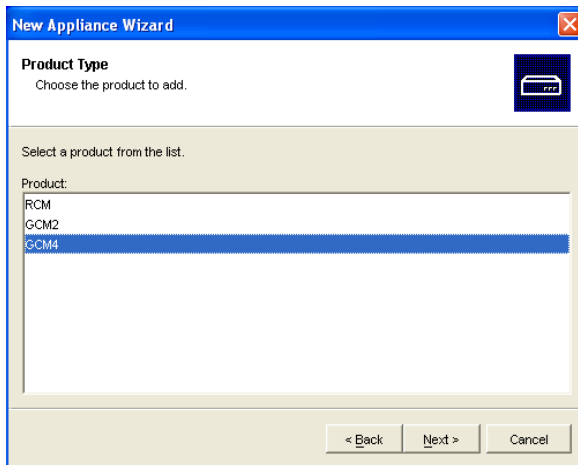 New Appliance Wizard
Product Type
Choose the product to add.
Select a product from the list.
Product:
RCM
GCM2
GCM4
< Back Next > Cancel